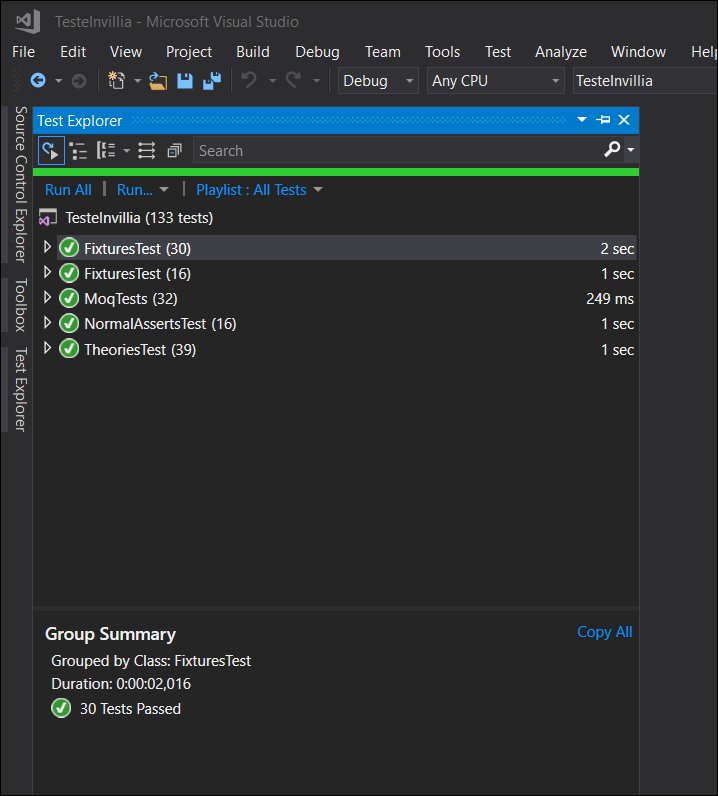 TesteInvillia - Microsoft Visual Studio
File Edit View Project Build Debug Team Tools Test Analyze Window Help
Debug Any CPU TesteInvillia
Source Control Explorer
Toolbox
Test Explorer
Test Explorer
Search
Run All | Run... | Playlist : All Tests
TesteInvillia (133 tests)
FixturesTest (30) 2 sec
FixturesTest (16) 1 sec
MoqTests (32) 249 ms
NormalAssertsTest (16) 1 sec
TheoriesTest (39) 1 sec
Group Summary Copy All
Grouped by Class: FixturesTest
Duration: 0:00:02,016
30 Tests Passed